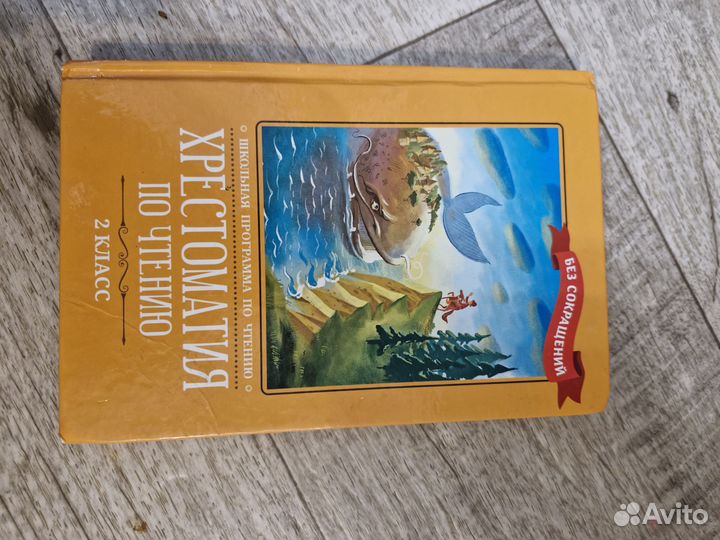 БЕЗ СОКРАЩЕНИЙ
ШКОЛЬНАЯ ПРОГРАММА ПО ЧТЕНИЮ
ХРЕСТОМАТИЯ
ПО ЧТЕНИЮ
2 КЛАСС
Avito